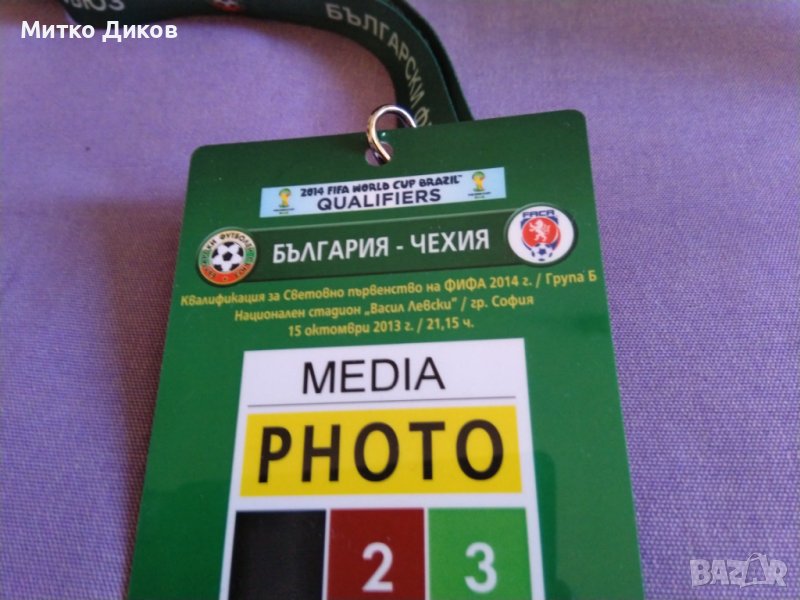 Митко Диков
БЪЛГАРСКИ
2014 FIFA WORLD CUP BRAZIL
QUALIFIERS
FACR
БЪЛГАРИЯ - ЧЕХИЯ
Квалификация за Световно първенство на ФИФА 2014 г. / Група Б
Национален стадион „Васил Левски" / гр. София
15 октомври 2013 г. / 21,15 ч.
MEDIA
PHOTO
2 3
BAZAR